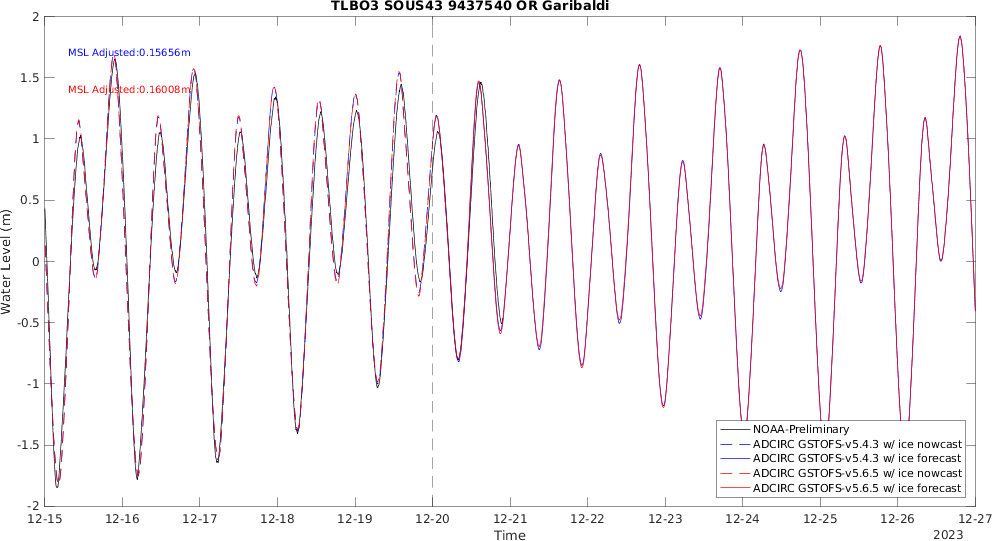 TLBO3 SOUS43 9437540 OR Garibaldi
MSL Adjusted:0.15656m
MSL Adjusted:0.16008m
Water Level (m)
2
1.5
1
0.5
0
-0.5
-1
-1.5
-2
NOAA-Preliminary
ADCIRC GSTOFS-v5.4.3 w/ ice nowcast
ADCIRC GSTOFS-v5.4.3 w/ ice forecast
ADCIRC GSTOFS-v5.6.5 w/ ice nowcast
ADCIRC GSTOFS-v5.6.5 w/ ice forecast
12-15 12-16 12-17 12-18 12-19 12-20 12-21 12-22 12-23 12-24 12-25 12-26 12-27
Time
2023